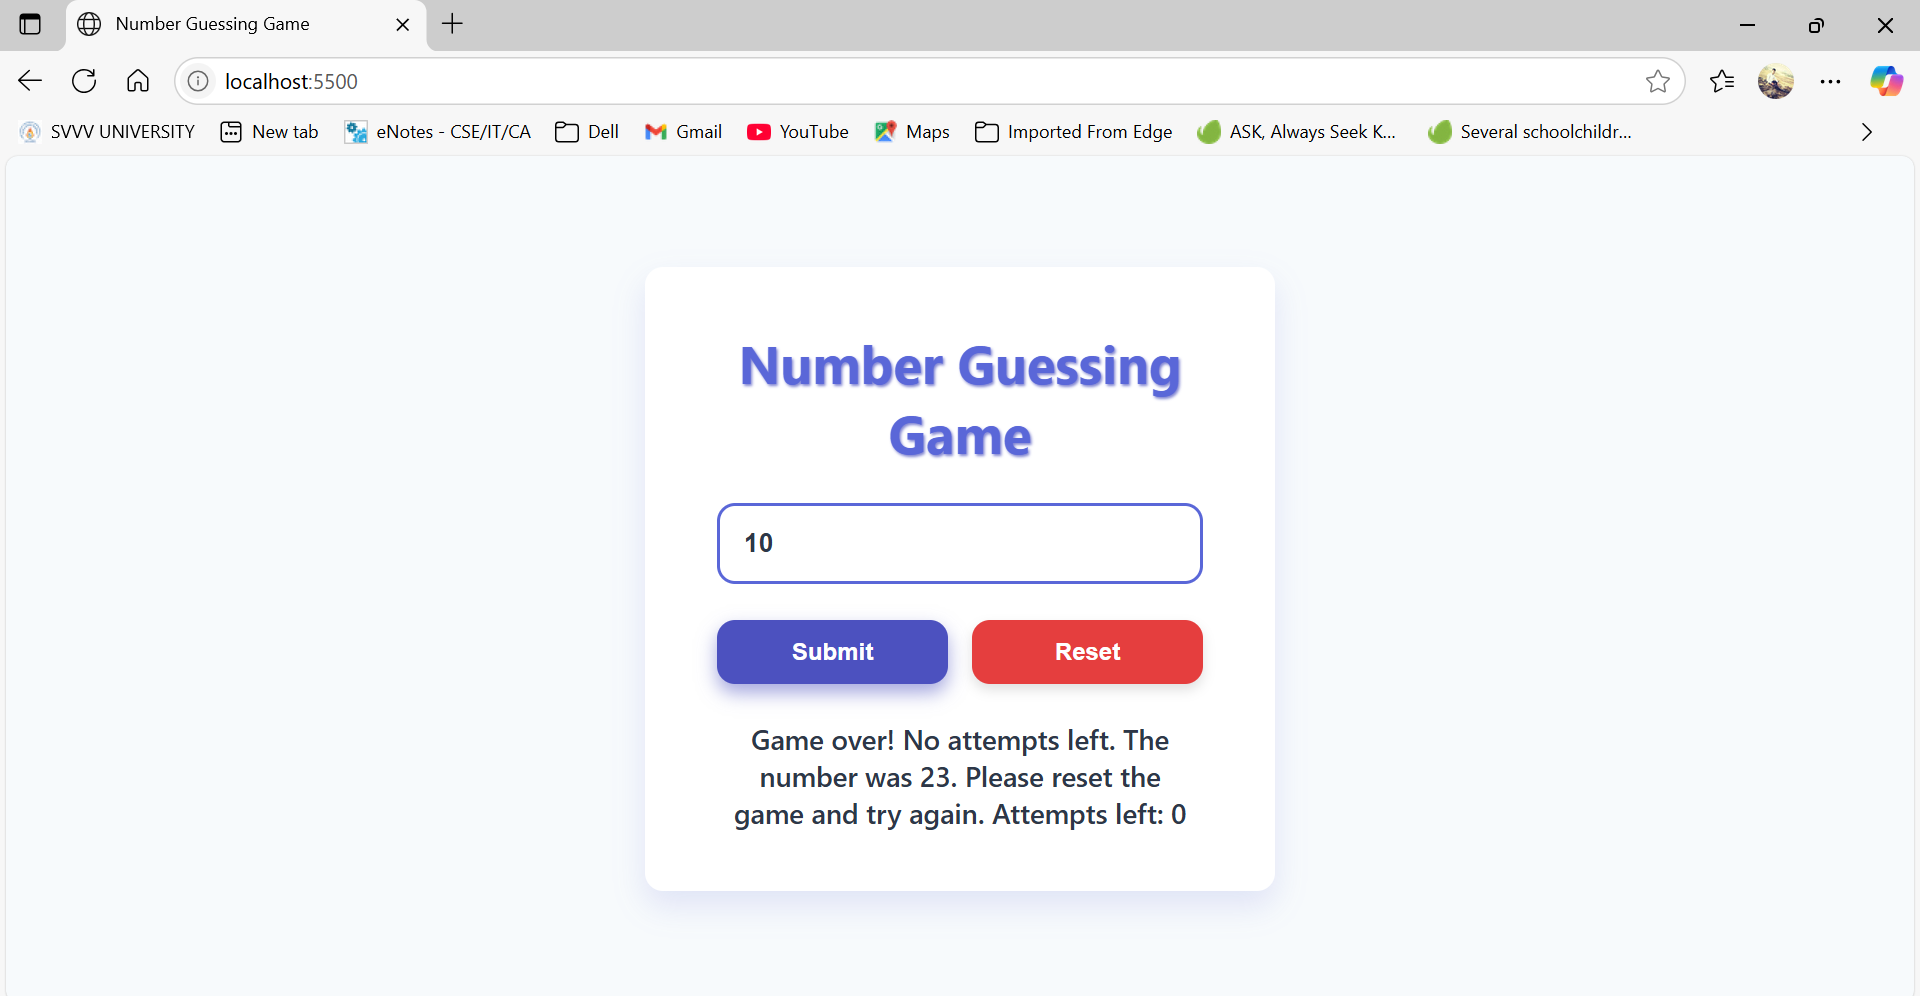 Number Guessing Game
localhost:5500
SVVV UNIVERSITY New tab eNotes - CSE/IT/CA Dell Gmail YouTube Maps Imported From Edge ASK, Always Seek K... Several schoolchildr...
Number Guessing
Game
10
Submit Reset
Game over! No attempts left. The
number was 23. Please reset the
game and try again. Attempts left: 0